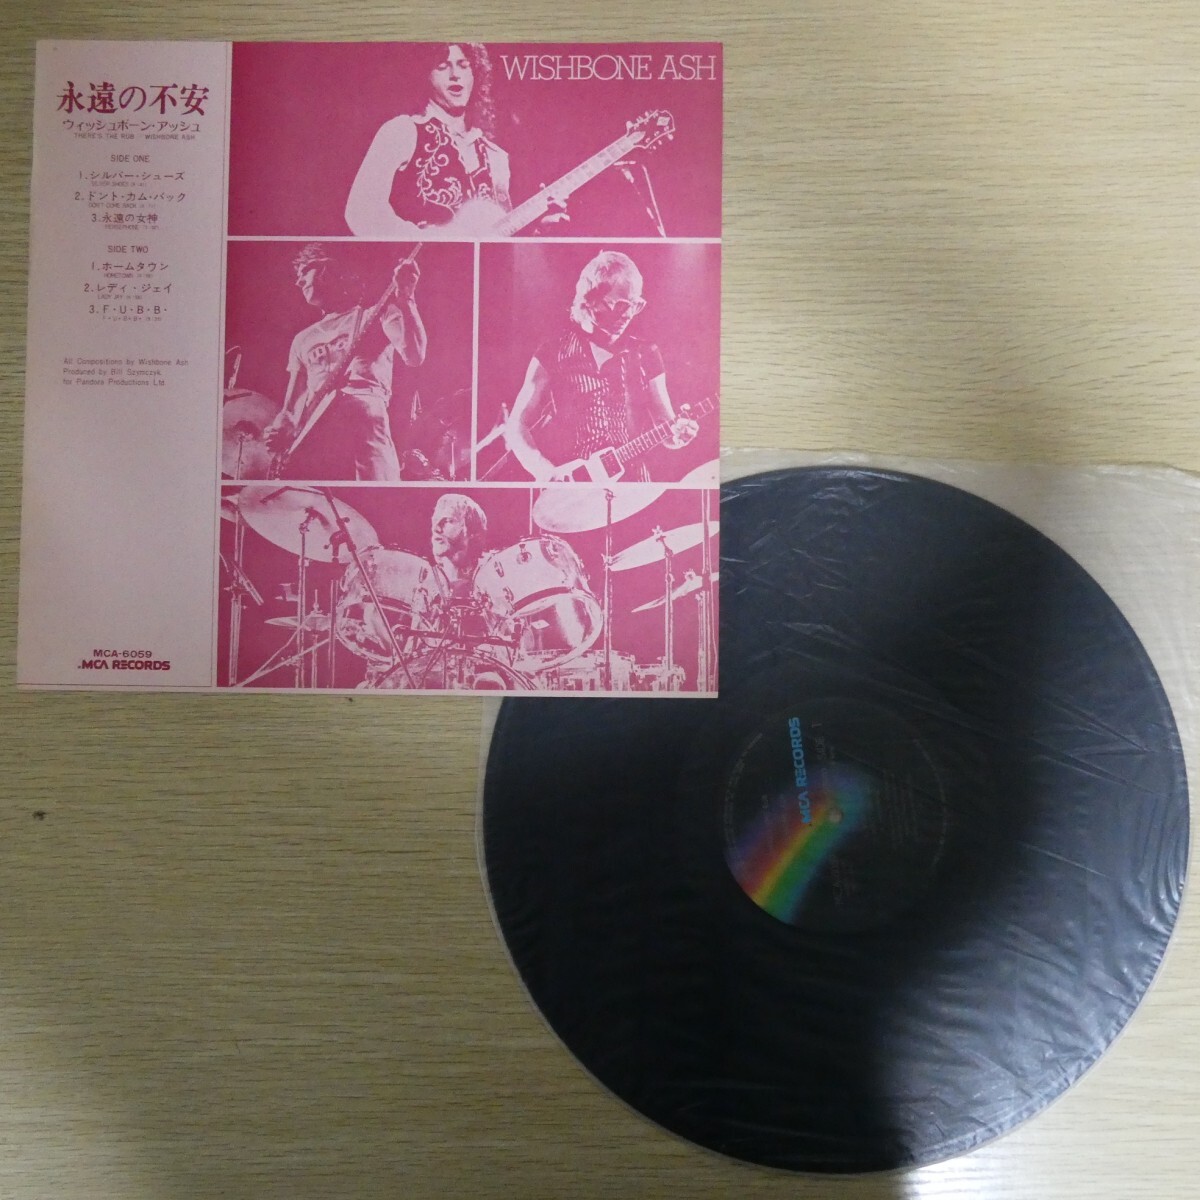 永遠の不安
ウィッシュボーン・アッシュ
THERE'S THE RUB / WISHBONE ASH
SIDE ONE
1.シルバー・シューズ
SILVER SHOES
2.ドント・カム・バック
DON'T COME BACK
3.永遠の女神
PERSEPHONE
SIDE TWO
1.ホームタウン
HOMETOWN
2.レディ・ジェイ
LADY JAY
3.F・U・B・B・
F・U・B・B・
All Compositions by Wishbone Ash
Produced by Bill Szymczyk
for Pandora Productions Ltd
MCA-6059
MCA RECORDS
WISHBONE ASH
MCA RECORDS
SIDE 1